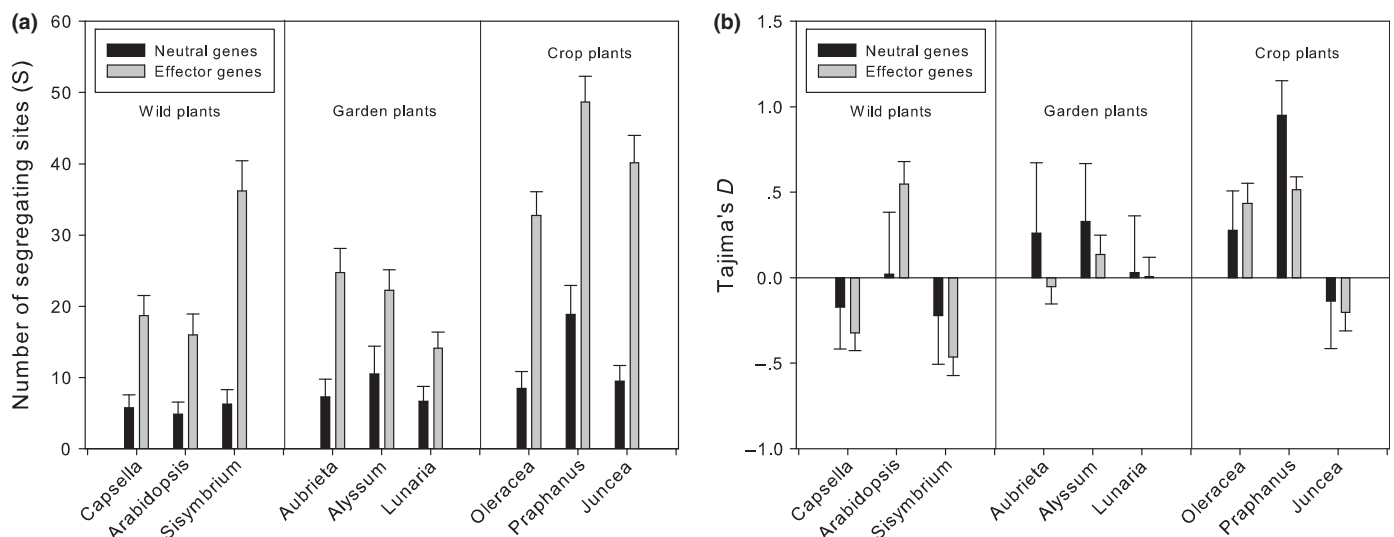 (a)
60
50
40
30
20
10
0
Number of segregating sites (S)
Neutral genes
Effector genes
Wild plants
Garden plants
Crop plants
Capsella
Arabidopsis
Sisymbrium
Aubrieta
Alyssum
Lunaria
Oleracea
Praphanus
Juncea
(b)
1.5
1.0
.5
0.0
–.5
–1.0
Tajima's D
Neutral genes
Effector genes
Wild plants
Garden plants
Crop plants
Capsella
Arabidopsis
Sisymbrium
Aubrieta
Alyssum
Lunaria
Oleracea
Praphanus
Juncea